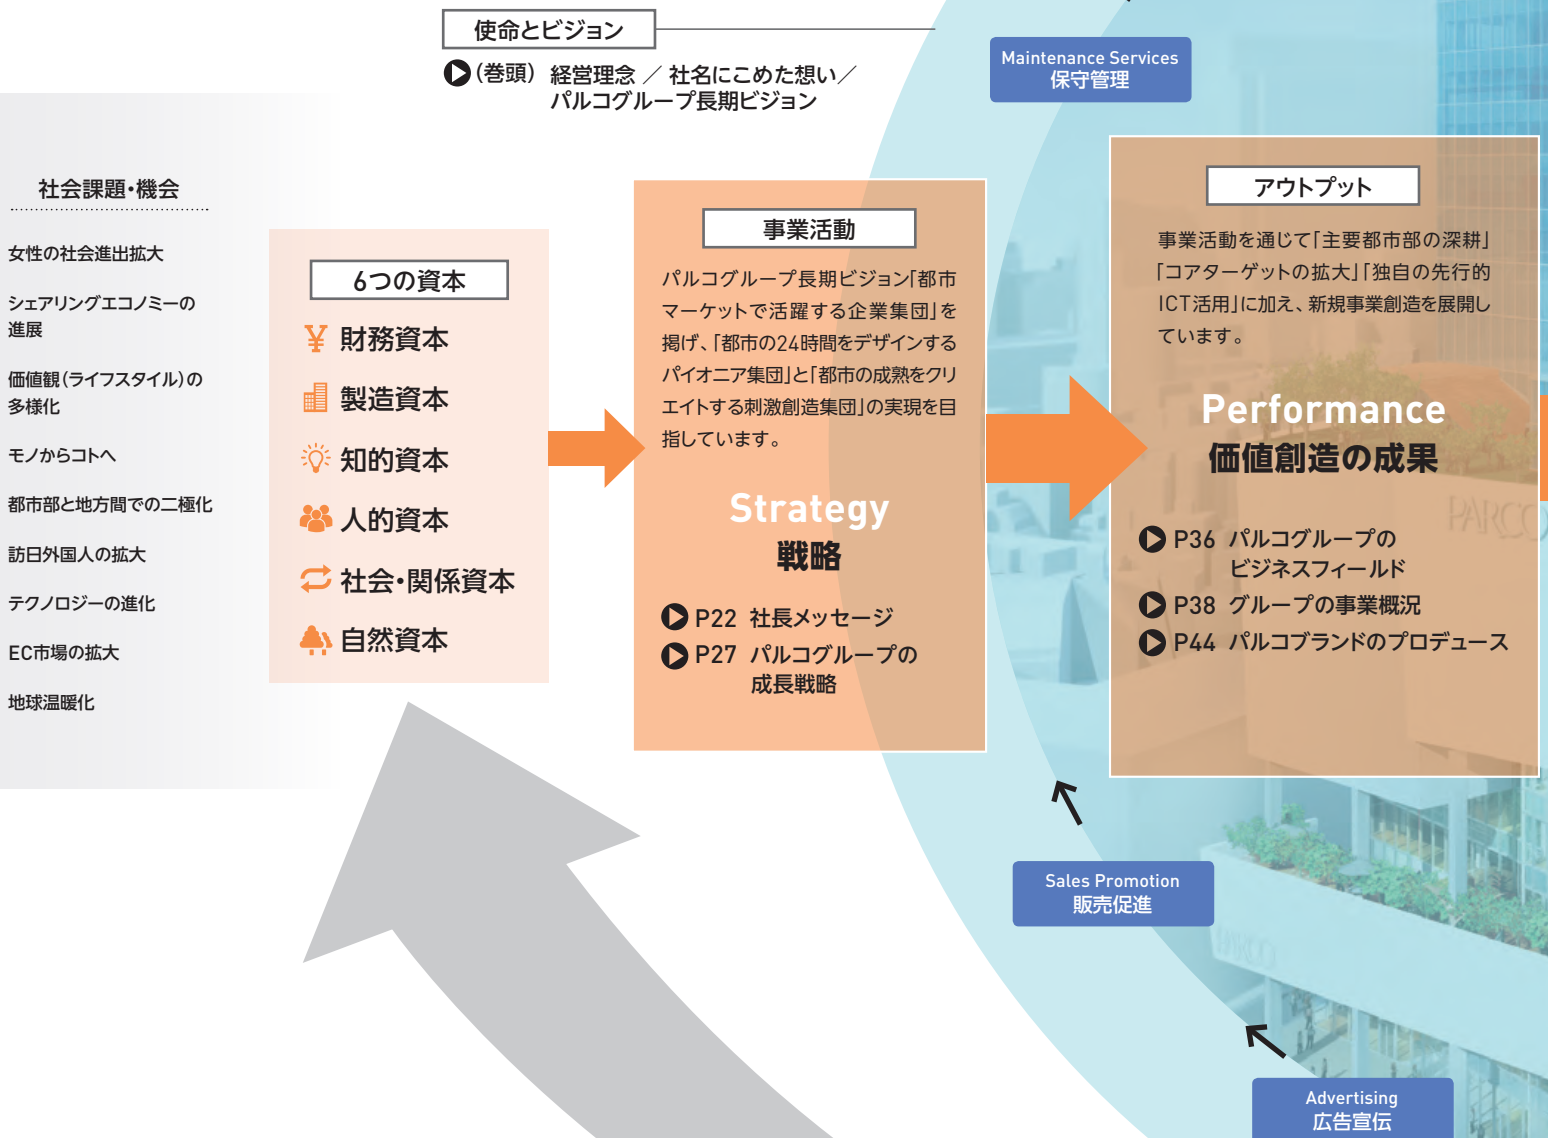 使命とビジョン
(巻頭) 経営理念 ／ 社名にこめた想い／
パルコグループ長期ビジョン
Maintenance Services
保守管理
社会課題・機会
女性の社会進出拡大
シェアリングエコノミーの
進展
価値観(ライフスタイル)の
多様化
モノからコトへ
都市部と地方間での二極化
訪日外国人の拡大
テクノロジーの進化
EC市場の拡大
地球温暖化
6つの資本
財務資本
製造資本
知的資本
人的資本
社会・関係資本
自然資本
事業活動
パルコグループ長期ビジョン「都市
マーケットで活躍する企業集団」を
掲げ、「都市の24時間をデザインする
パイオニア集団」と「都市の成熟をクリ
エイトする刺激創造集団」の実現を目
指しています。
Strategy
戦略
P22 社長メッセージ
P27 パルコグループの
成長戦略
アウトプット
事業活動を通じて「主要都市部の深耕」
「コアターゲットの拡大」「独自の先行的
ICT活用」に加え、新規事業創造を展開し
ています。
Performance
価値創造の成果
PARCO
P36 パルコグループの
ビジネスフィールド
P38 グループの事業概況
P44 パルコブランドのプロデュース
Sales Promotion
販売促進
PARCO
Advertising
広告宣伝